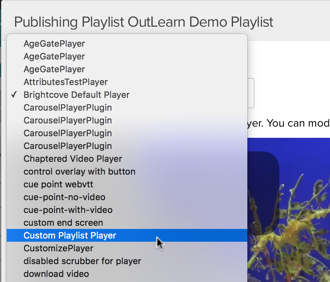 Publishing Playlist OutLearn Demo Playlist
AgeGatePlayer
AgeGatePlayer
AgeGatePlayer
AttributesTestPlayer
✓ Brightcove Default Player
CarouselPlayerPlugin
CarouselPlayerPlugin
CarouselPlayerPlugin
CarouselPlayerPlugin
Chaptered Video Player
control overlay with button
cue point webvtt
cue-point-no-video
cue-point-with-video
custom end screen
Custom Playlist Player
CustomizePlayer
disabled scrubber for player
download video
yer. You can mod